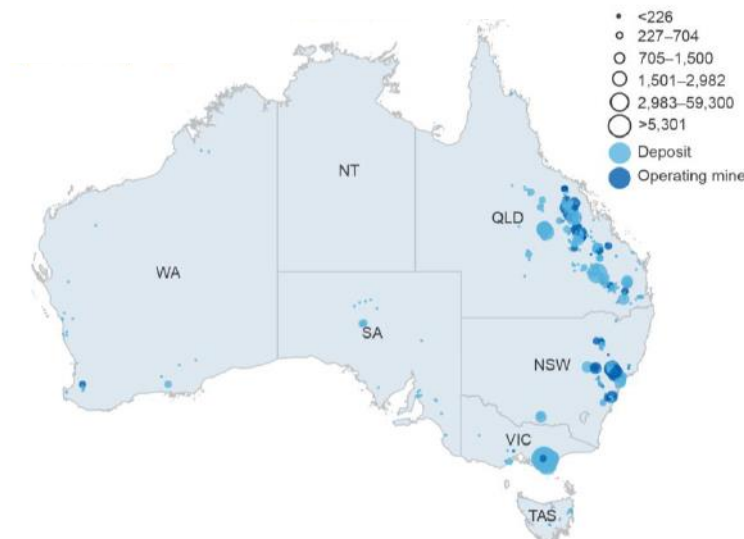 <226
227–704
705–1,500
1,501–2,982
2,983–59,300
>5,301
Deposit
Operating mine
NT
QLD
WA
SA
NSW
VIC
TAS